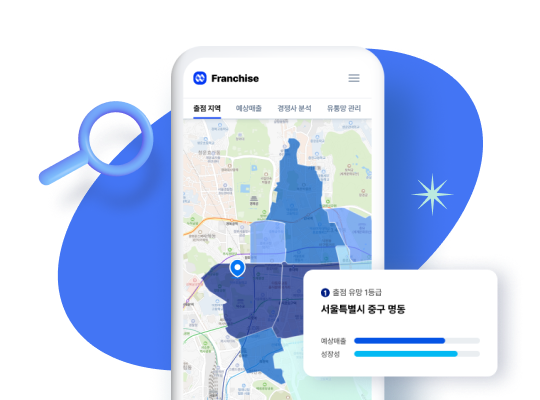 Franchise
출점 지역 예상매출 경쟁사 분석 유통망 관리
1 출점 유망 1등급
서울특별시 중구 명동
예상매출
성장성